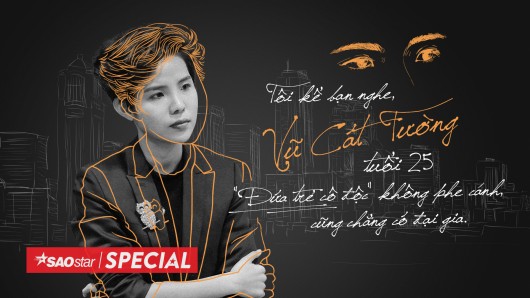 Tôi kể bạn nghe,
Vũ Cát Tường
tuổi 25
"Đứa trẻ cô độc" không phe cánh,
cũng chẳng có đại gia.
SAOstar | SPECIAL